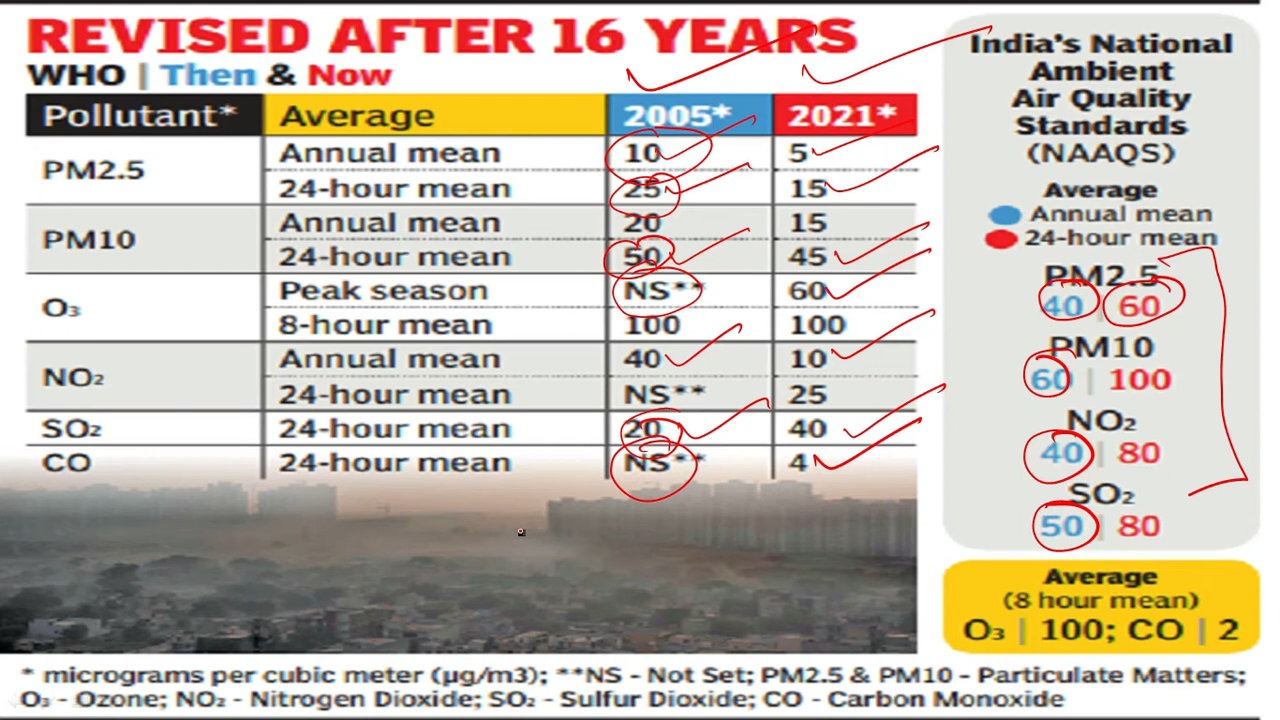 REVISED AFTER 16 YEARS
WHO | Then & Now
Pollutant* Average 2005* 2021*
PM2.5 Annual mean 10 5
24-hour mean 25 15
PM10 Annual mean 20 15
24-hour mean 50 45
O₃ Peak season NS** 60
8-hour mean 100 100
NO₂ Annual mean 40 10
24-hour mean NS** 25
SO₂ 24-hour mean 20 40
CO 24-hour mean NS** 4
India's National
Ambient
Air Quality
Standards
(NAAQS)
Average
Annual mean
24-hour mean
PM2.5
40 | 60
PM10
60 | 100
NO₂
40 | 80
SO₂
50 | 80
Average
(8 hour mean)
O₃ | 100; CO | 2
* micrograms per cubic meter (µg/m3); **NS - Not Set; PM2.5 & PM10 - Particulate Matters;
O₃ - Ozone; NO₂ - Nitrogen Dioxide; SO₂ - Sulfur Dioxide; CO - Carbon Monoxide